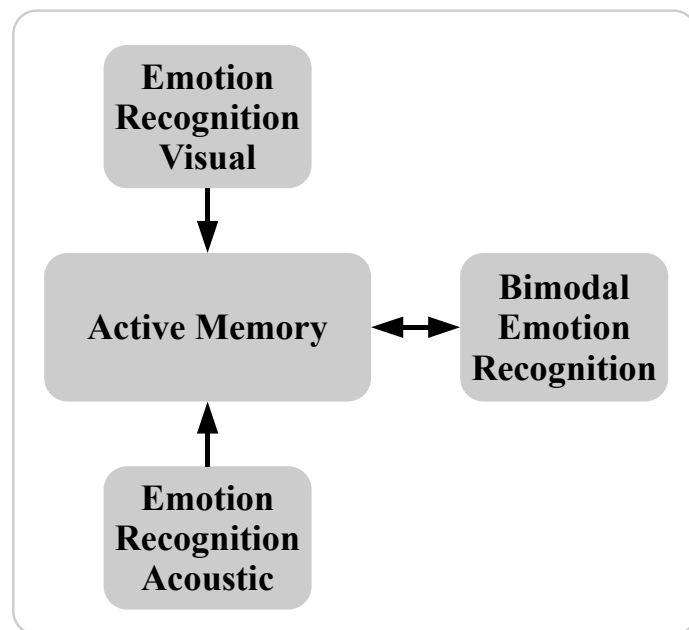 Emotion
Recognition
Visual
Active Memory
Bimodal
Emotion
Recognition
Emotion
Recognition
Acoustic